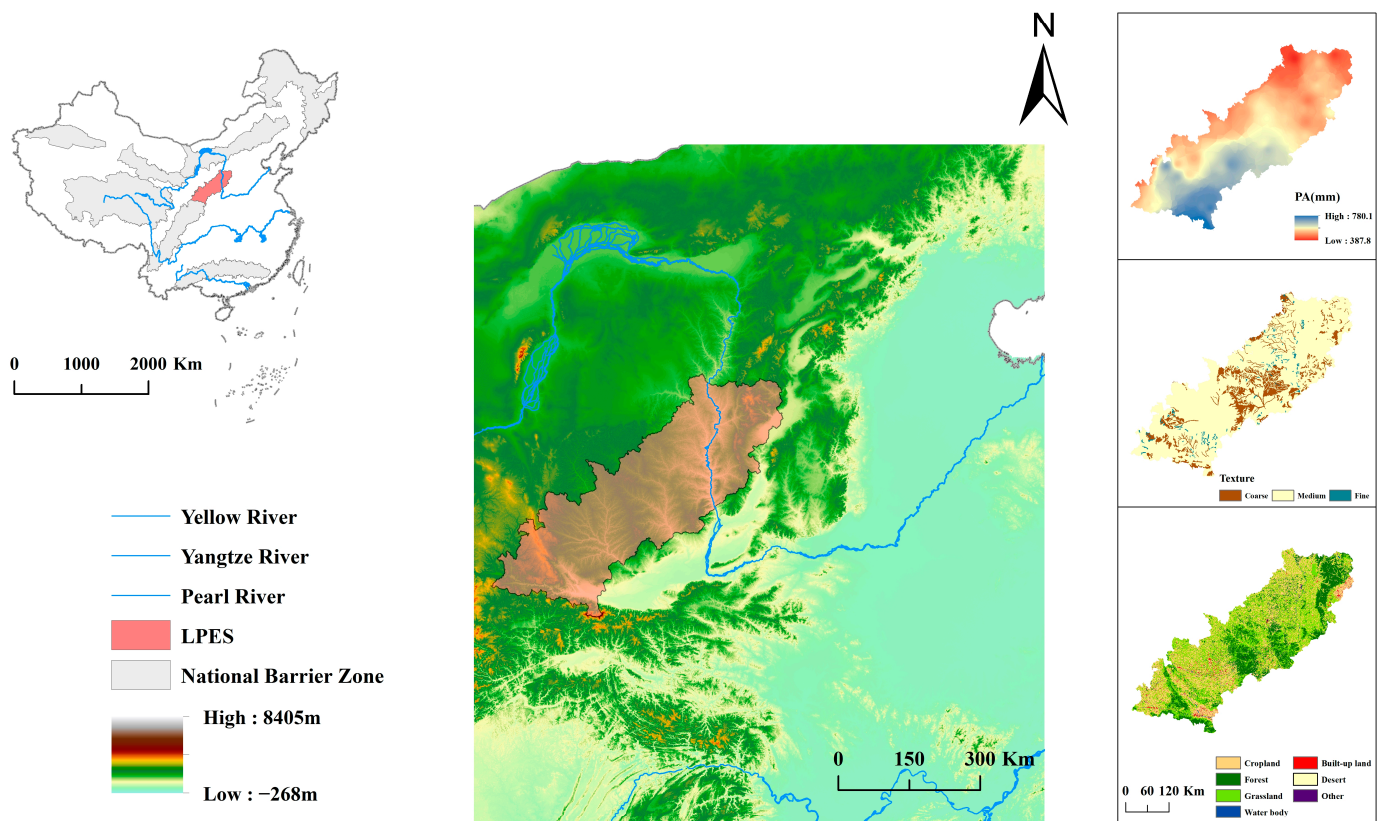 N
0 1000 2000 Km
Yellow River
Yangtze River
Pearl River
LPES
National Barrier Zone
High : 8405m
Low : −268m
0 150 300 Km
PA(mm)
High : 780.1
Low : 387.8
Texture
Coarse Medium Fine
Cropland Built-up land
Forest Desert
Grassland Other
Water body
0 60 120 Km